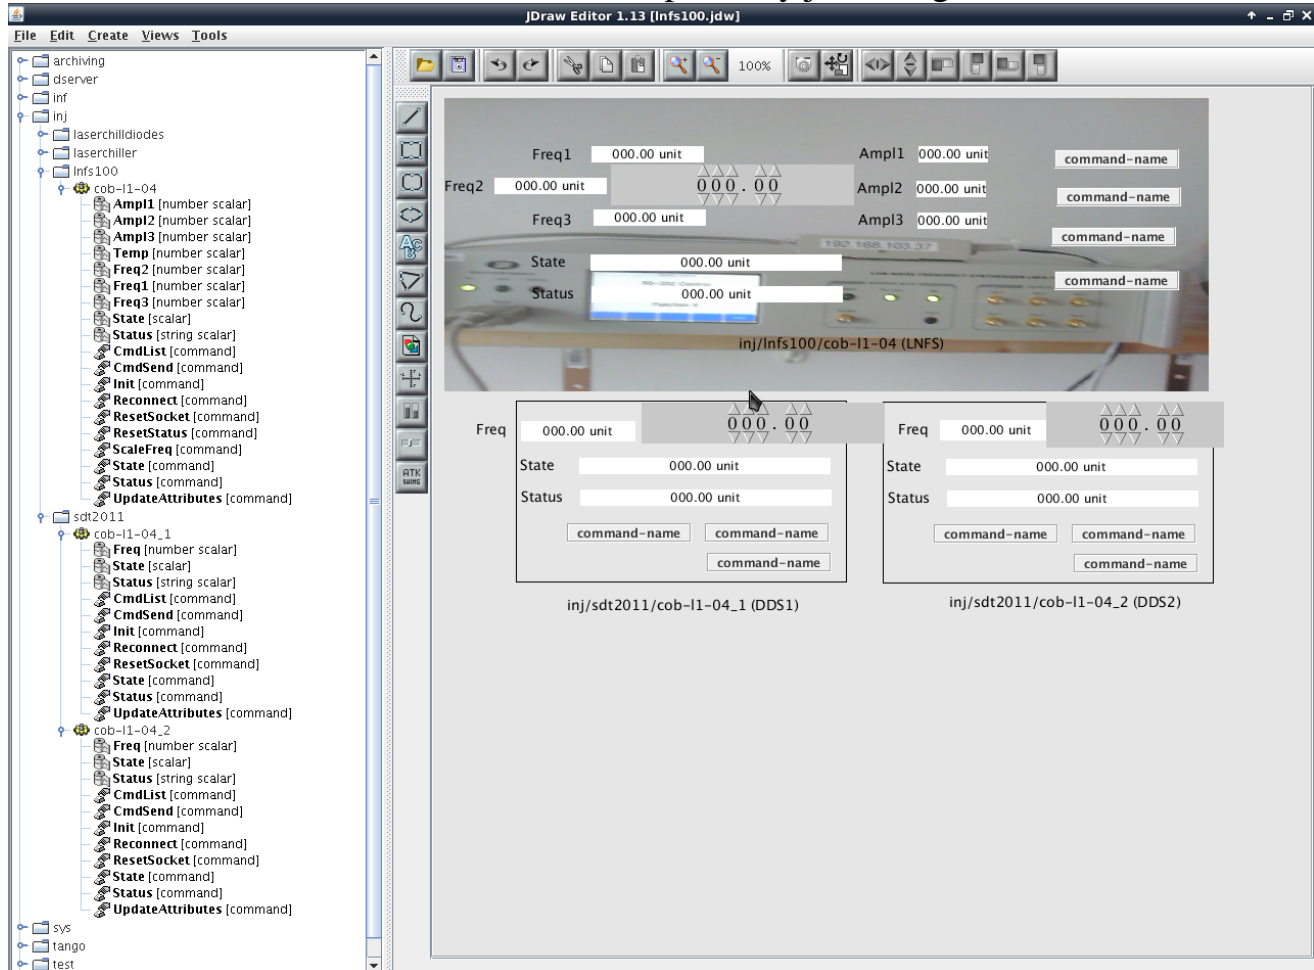 JDraw Editor 1.13 [lnfs100.jdw]
File Edit Create Views Tools
archiving
dserver
inf
inj
laserchilldiodes
laserchiller
lnfs100
cob-l1-04
Ampl1 [number scalar]
Ampl2 [number scalar]
Ampl3 [number scalar]
Temp [number scalar]
Freq2 [number scalar]
Freq1 [number scalar]
Freq3 [number scalar]
State [scalar]
Status [string scalar]
CmdList [command]
CmdSend [command]
Init [command]
Reconnect [command]
ResetSocket [command]
ResetStatus [command]
ScaleFreq [command]
State [command]
Status [command]
UpdateAttributes [command]
sdt2011
cob-l1-04_1
Freq [number scalar]
State [scalar]
Status [string scalar]
CmdList [command]
CmdSend [command]
Init [command]
Reconnect [command]
ResetSocket [command]
State [command]
Status [command]
UpdateAttributes [command]
cob-l1-04_2
Freq [number scalar]
State [scalar]
Status [string scalar]
CmdList [command]
CmdSend [command]
Init [command]
Reconnect [command]
ResetSocket [command]
State [command]
Status [command]
UpdateAttributes [command]
sys
tango
test
100%
ABC
ATK
SWING
Freq1 000.00 unit Ampl1 000.00 unit command-name
Freq2 000.00 unit 000.00 Ampl2 000.00 unit command-name
Freq3 000.00 unit Ampl3 000.00 unit command-name
192.168.103.37
State 000.00 unit command-name
Status 000.00 unit
inj/lnfs100/cob-l1-04 (LNFS)
Freq 000.00 unit 000.00
State 000.00 unit
Status 000.00 unit
command-name command-name
command-name
inj/sdt2011/cob-l1-04_1 (DDS1)
Freq 000.00 unit 000.00
State 000.00 unit
Status 000.00 unit
command-name command-name
command-name
inj/sdt2011/cob-l1-04_2 (DDS2)